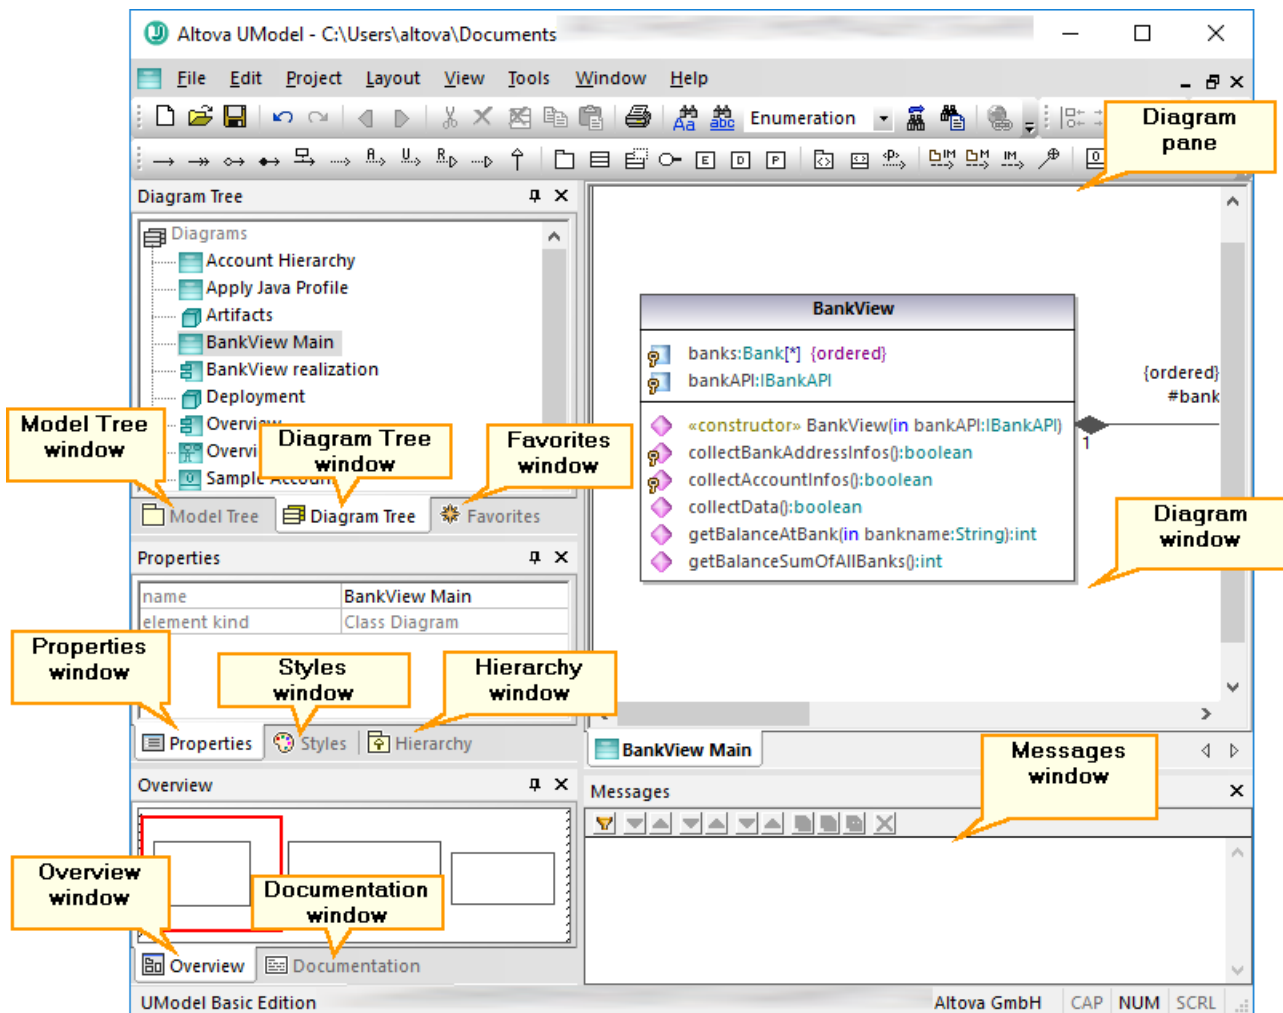 Altova UModel - C:\Users\altova\Documents
File Edit Project Layout View Tools Window Help
Enumeration
Diagram
pane
Diagram Tree
Diagrams
Account Hierarchy
Apply Java Profile
Artifacts
BankView Main
BankView realization
Deployment
Overview
Overvi
Sample Accou
Model Tree
window
Diagram Tree
window
Favorites
window
Model Tree Diagram Tree Favorites
BankView
banks:Bank[*] {ordered}
bankAPI:IBankAPI
«constructor» BankView(in bankAPI:IBankAPI)
collectBankAddressInfos():boolean
collectAccountInfos():boolean
collectData():boolean
getBalanceAtBank(in bankname:String):int
getBalanceSumOfAllBanks():int
{ordered}
#bank
1
Diagram
window
Properties
name BankView Main
element kind Class Diagram
Properties
window
Styles
window
Hierarchy
window
Properties Styles Hierarchy
BankView Main
Messages
window
Overview
Messages
Overview
window
Documentation
window
Overview Documentation
UModel Basic Edition Altova GmbH CAP NUM SCRL